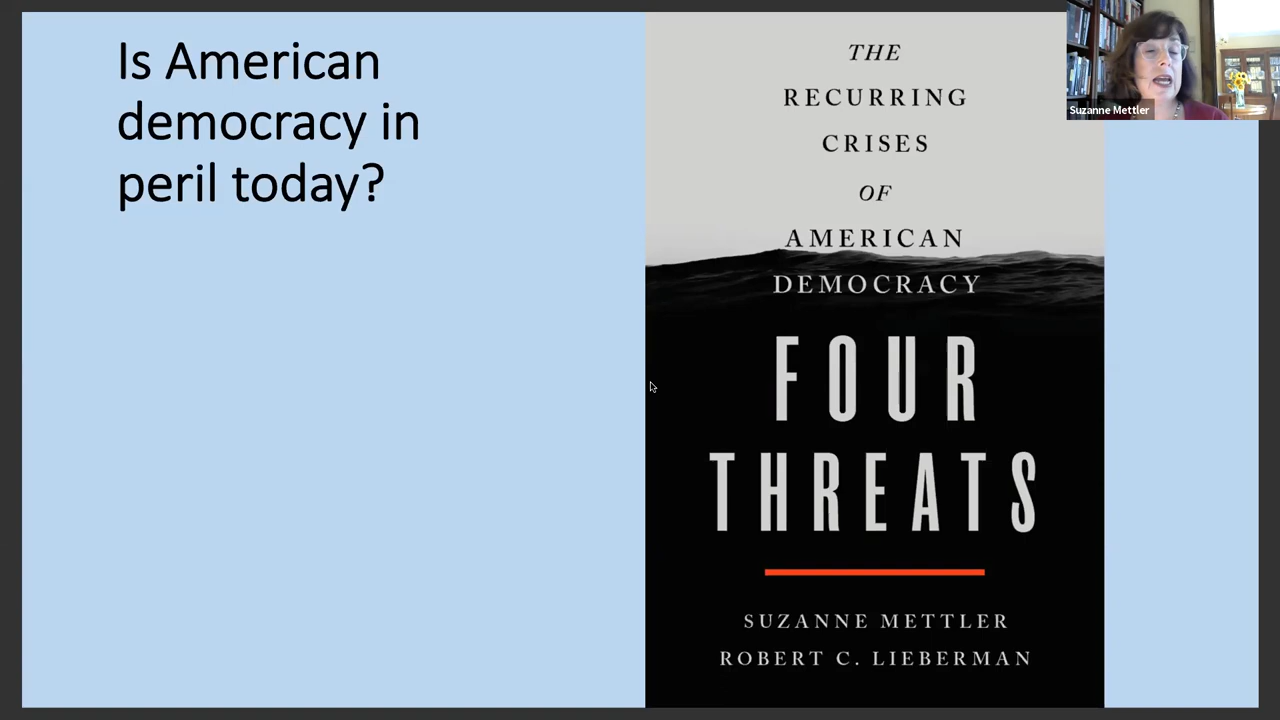 Is American
democracy in
peril today?
THE
RECURRING
CRISES
OF
AMERICAN
DEMOCRACY
FOUR
THREATS
SUZANNE METTLER
ROBERT C. LIEBERMAN
Suzanne Mettler